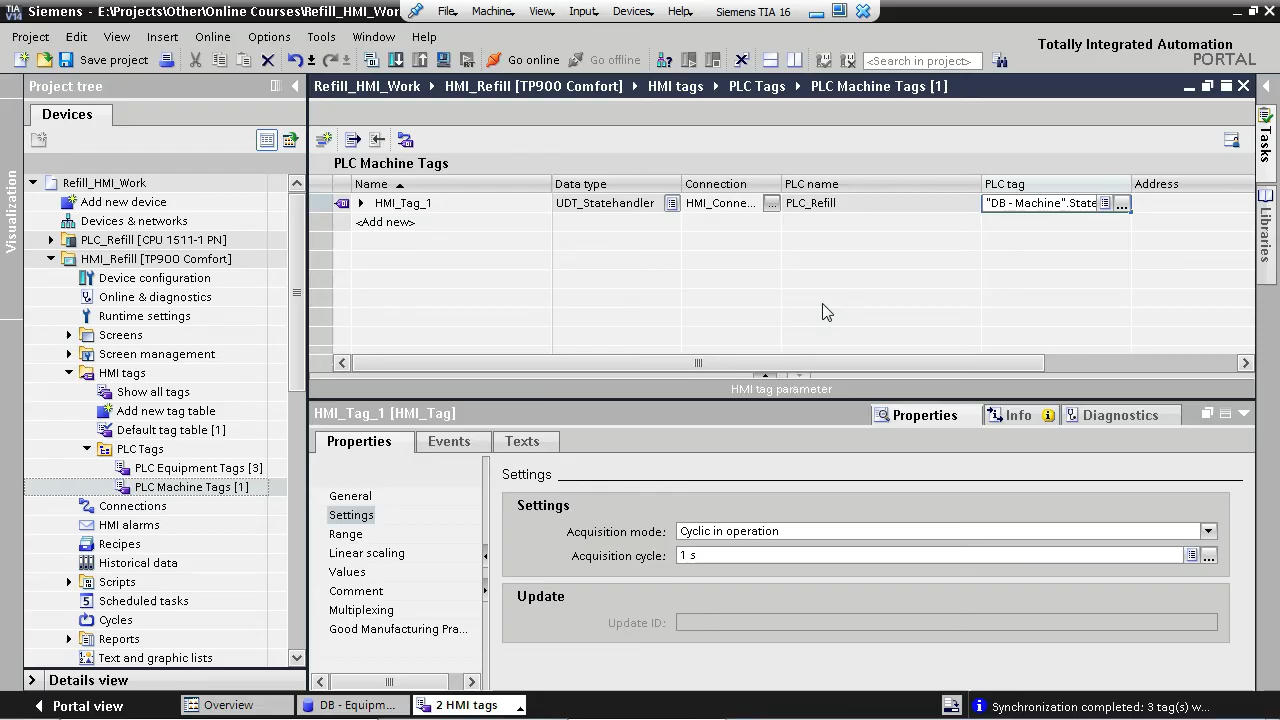 Siemens - E:\Projects\Other\Online Courses\Refill_HMI_Wor
File Machine View Input Devices Help Siemens TIA 16
Project Edit View Insert Online Options Tools Window Help
Totally Integrated Automation
PORTAL
Save project Go online Go offline <Search in project>
Project tree
Refill_HMI_Work HMI_Refill [TP900 Comfort] HMI tags PLC Tags PLC Machine Tags [1]
Devices
Visualization
Tasks
Libraries
PLC Machine Tags
Name Data type Connection PLC name PLC tag Address
HMI_Tag_1 UDT_Statehandler HMI_Conne... PLC_Refill "DB - Machine".State
<Add new>
Refill_HMI_Work
Add new device
Devices & networks
PLC_Refill [CPU 1511-1 PN]
HMI_Refill [TP900 Comfort]
Device configuration
Online & diagnostics
Runtime settings
Screens
Screen management
HMI tags
Show all tags
Add new tag table
Default tag table [1]
PLC Tags
PLC Equipment Tags [3]
PLC Machine Tags [1]
Connections
HMI alarms
Recipes
Historical data
Scripts
Scheduled tasks
Cycles
Reports
Text and graphic lists
HMI tag parameter
HMI_Tag_1 [HMI_Tag]
Properties Info Diagnostics
Properties Events Texts
General
Settings
Range
Linear scaling
Values
Comment
Multiplexing
Good Manufacturing Pra...
Settings
Settings
Acquisition mode: Cyclic in operation
Acquisition cycle: 1 s
Update
Update ID:
Details view
Portal view Overview DB - Equipm... 2 HMI tags Synchronization completed: 3 tag(s) w...